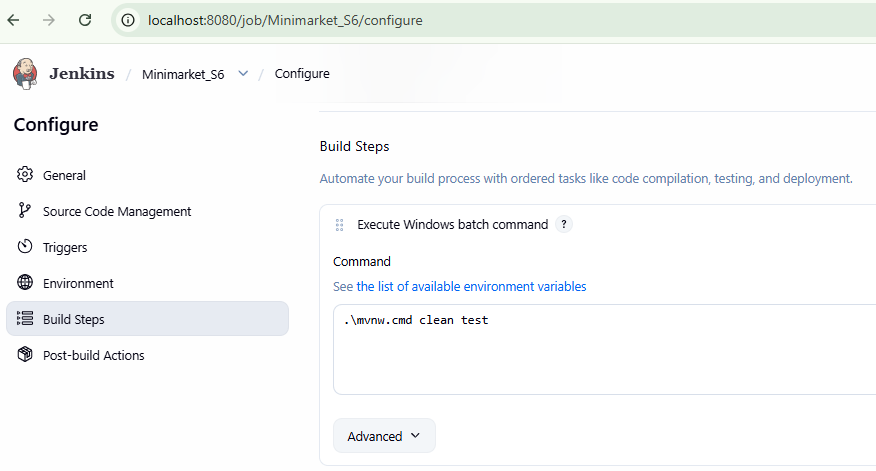 localhost:8080/job/Minimarket_S6/configure
Jenkins / Minimarket_S6 / Configure
Configure
General
Source Code Management
Triggers
Environment
Build Steps
Post-build Actions
Build Steps
Automate your build process with ordered tasks like code compilation, testing, and deployment.
Execute Windows batch command ?
Command
See the list of available environment variables
.\mvnw.cmd clean test
Advanced